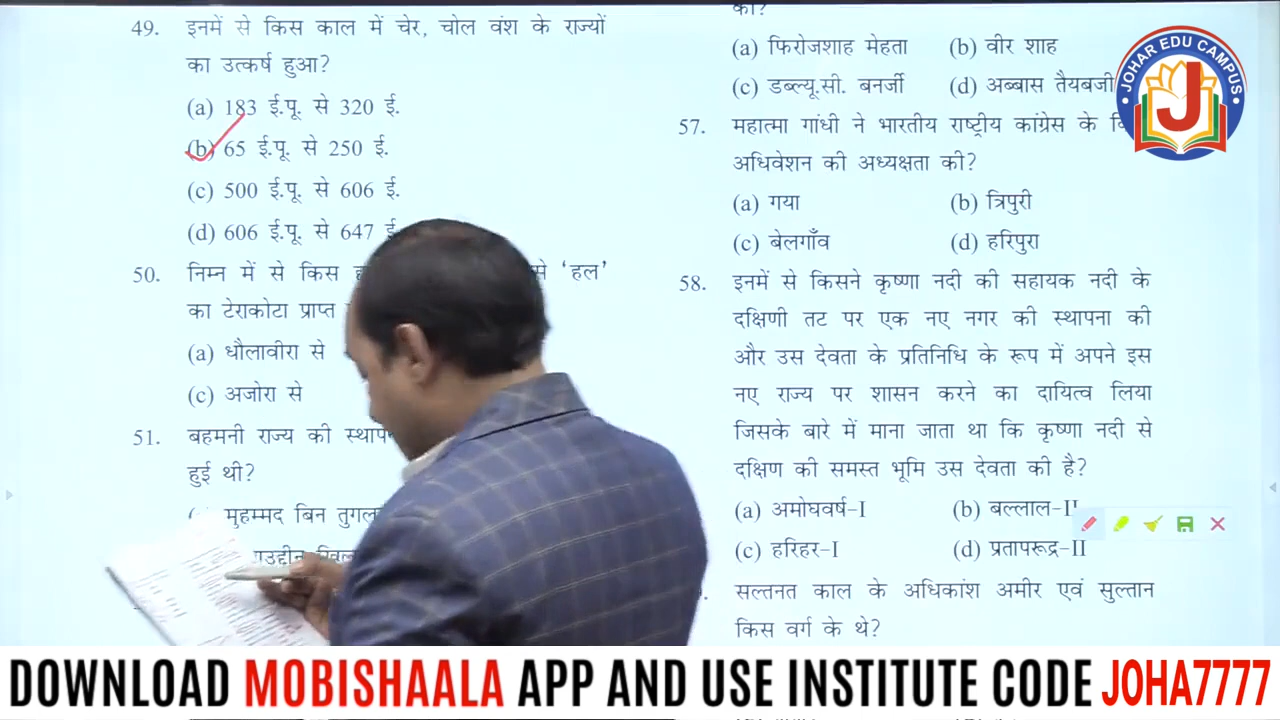 49. इनमें से किस काल में चेर, चोल वंश के राज्यों
का उत्कर्ष हुआ?
(a) 183 ई.पू. से 320 ई.
(b) 65 ई.पू. से 250 ई.
(c) 500 ई.पू. से 606 ई.
(d) 606 ई.पू. से 647 ई.
50. निम्न में से किस से 'हल'
का टेराकोटा प्राप्त
(a) धौलावीरा से
(c) अजोरा से
51. बहमनी राज्य की
हुई थी?
मुहम्मद बिन
की?
(a) फिरोजशाह मेहता (b) वीर शाह
(c) डब्ल्यू.सी. बनर्जी (d) अब्बास तैयबजी
57. महात्मा गांधी ने भारतीय राष्ट्रीय कांग्रेस के
अधिवेशन की अध्यक्षता की?
(a) गया (b) त्रिपुरी
(c) बेलगाँव (d) हरिपुरा
58. इनमें से किसने कृष्णा नदी की सहायक नदी के
दक्षिणी तट पर एक नए नगर की स्थापना की
और उस देवता के प्रतिनिधि के रूप में अपने इस
नए राज्य पर शासन करने का दायित्व लिया
जिसके बारे में माना जाता था कि कृष्णा नदी से
दक्षिण की समस्त भूमि उस देवता की है?
(a) अमोघवर्ष-I (b) बल्लाल-II
(c) हरिहर-I (d) प्रतापरूद्र-II
सल्तनत काल के अधिकांश अमीर एवं सुल्तान
किस वर्ग के थे?
JOHAR EDU CAMPUS
J
DOWNLOAD MOBISHAALA APP AND USE INSTITUTE CODE JOHA7777